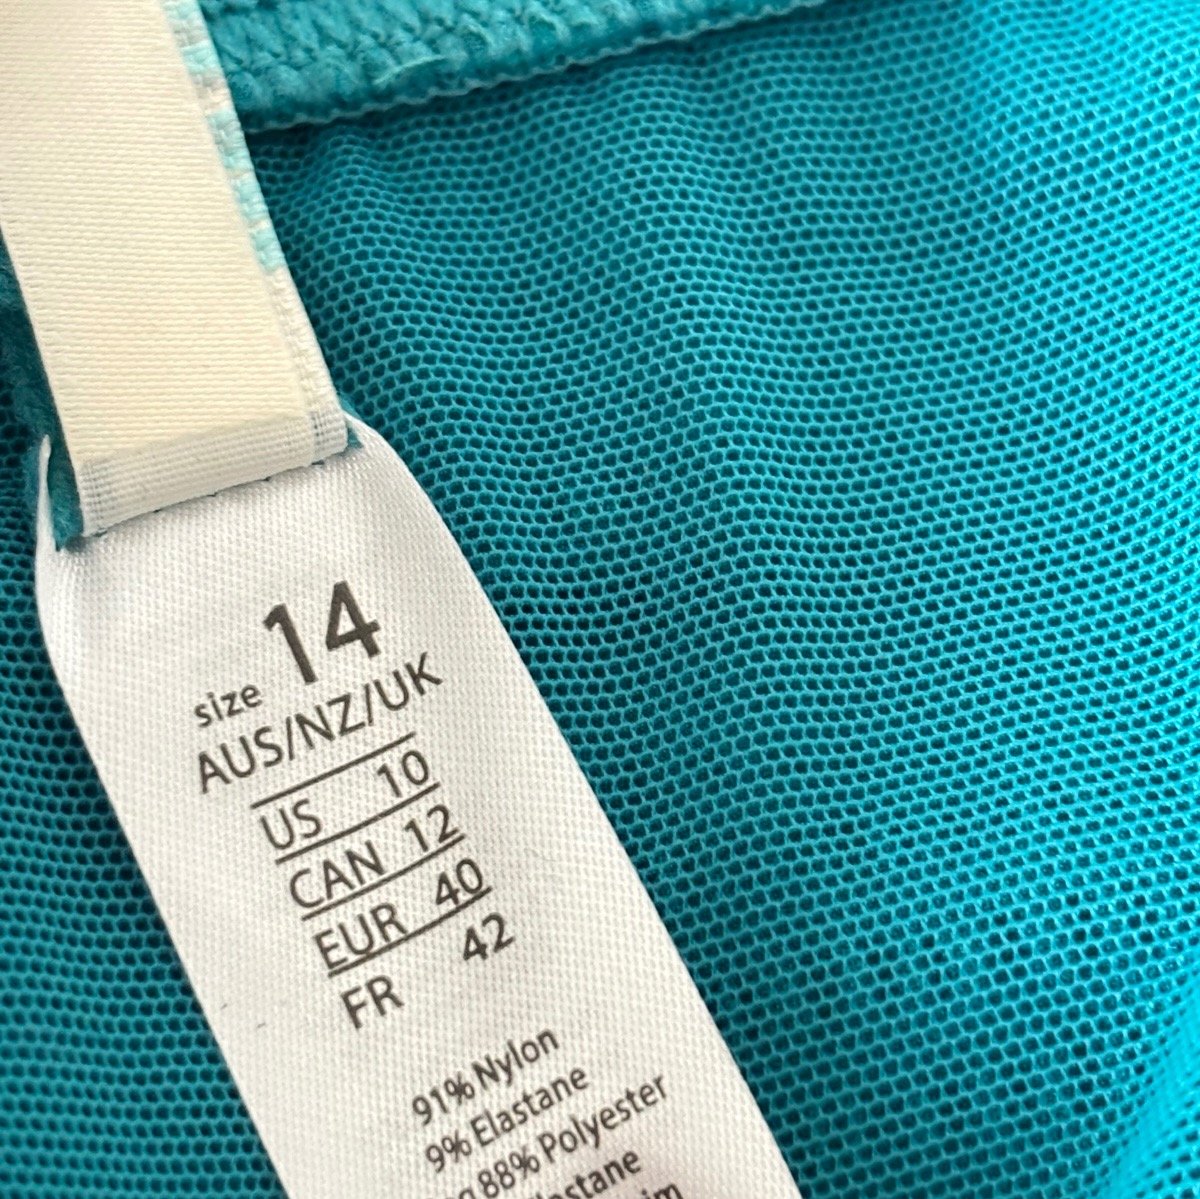 size 14
AUS/NZ/UK
US 10
CAN 12
EUR 40
FR 42
91% Nylon
9% Elastane
88% Polyester